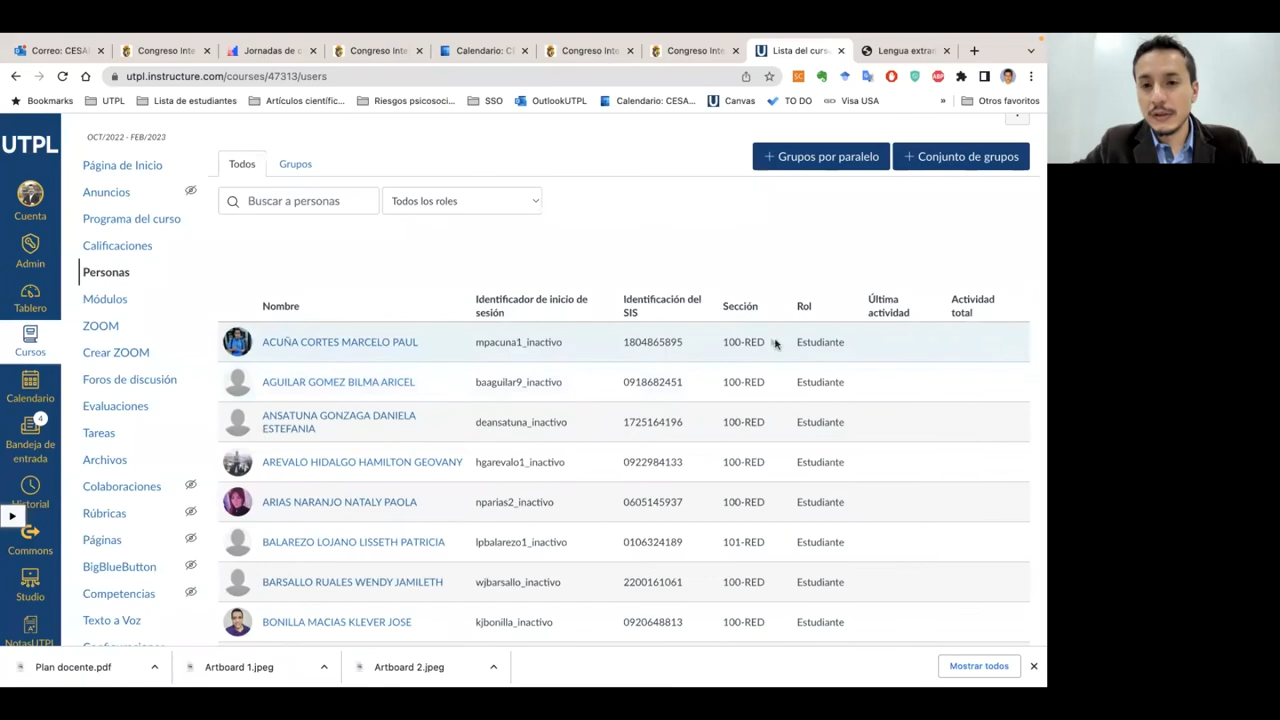 Correo: CESA
Congreso Inte
Jornadas de c
Congreso Inte
Calendario: C
Congreso Inte
Congreso Inte
Lista del curs
Lengua extran
utpl.instructure.com/courses/47313/users
Bookmarks
UTPL
Lista de estudiantes
Artículos científic...
Riesgos psicosoci...
SSO
OutlookUTPL
Calendario: CESA...
Canvas
TO DO
Visa USA
»
Otros favoritos
UTPL
Cuenta
Admin
Tablero
Cursos
Calendario
4
Bandeja de
entrada
Historial
Commons
Studio
NotasUTPL
OCT/2022 - FEB/2023
Página de Inicio
Anuncios
Programa del curso
Calificaciones
Personas
Módulos
ZOOM
Crear ZOOM
Foros de discusión
Evaluaciones
Tareas
Archivos
Colaboraciones
Rúbricas
Páginas
BigBlueButton
Competencias
Texto a Voz
Todos
Grupos
+ Grupos por paralelo
+ Conjunto de grupos
Buscar a personas
Todos los roles
Nombre
Identificador de inicio de
sesión
Identificación del
SIS
Sección
Rol
Última
actividad
Actividad
total
ACUÑA CORTES MARCELO PAUL mpacuna1_inactivo 1804865895 100-RED Estudiante
AGUILAR GOMEZ BILMA ARICEL baaguilar9_inactivo 0918682451 100-RED Estudiante
ANSATUNA GONZAGA DANIELA
ESTEFANIA deansatuna_inactivo 1725164196 100-RED Estudiante
AREVALO HIDALGO HAMILTON GEOVANY hgarevalo1_inactivo 0922984133 100-RED Estudiante
ARIAS NARANJO NATALY PAOLA nparias2_inactivo 0605145937 100-RED Estudiante
BALAREZO LOJANO LISSETH PATRICIA lpbalarezo1_inactivo 0106324189 101-RED Estudiante
BARSALLO RUALES WENDY JAMILETH wjbarsallo_inactivo 2200161061 100-RED Estudiante
BONILLA MACIAS KLEVER JOSE kjbonilla_inactivo 0920648813 100-RED Estudiante
Plan docente.pdf
Artboard 1.jpeg
Artboard 2.jpeg
Mostrar todos